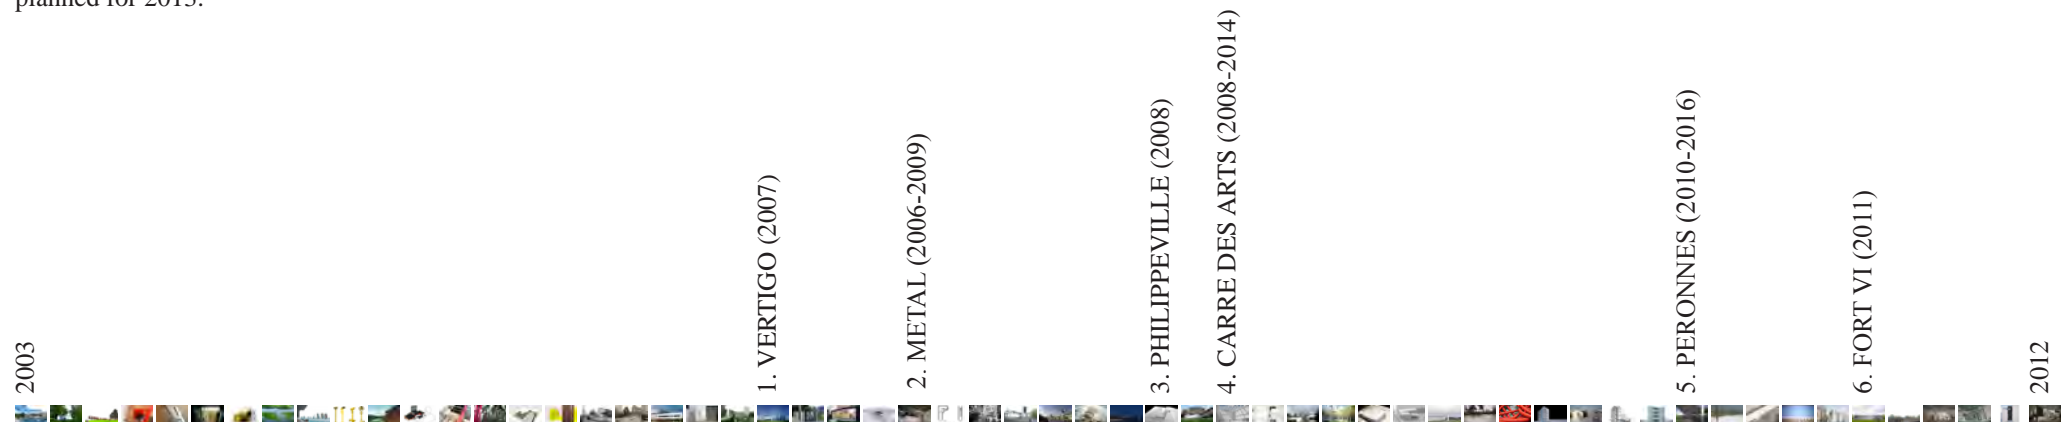 planned for 2013.
2003
1. VERTIGO (2007)
2. METAL (2006-2009)
3. PHILIPPEVILLE (2008)
4. CARRE DES ARTS (2008-2014)
5. PERONNES (2010-2016)
6. FORT VI (2011)
2012